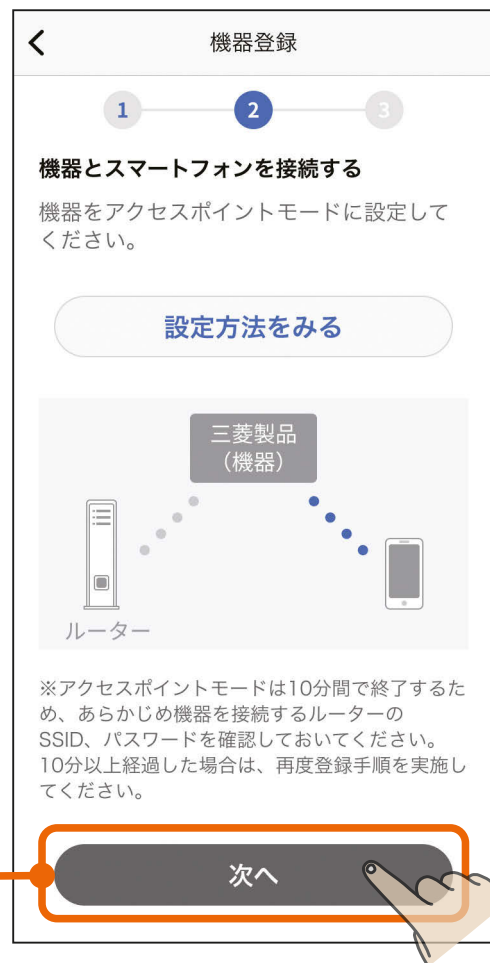 機器登録
1 2 3
機器とスマートフォンを接続する
機器をアクセスポイントモードに設定して
ください。
設定方法をみる
三菱製品
（機器）
ルーター
※アクセスポイントモードは10分間で終了するた
め、あらかじめ機器を接続するルーターの
SSID、パスワードを確認しておいてください。
10分以上経過した場合は、再度登録手順を実施し
てください。
次へ